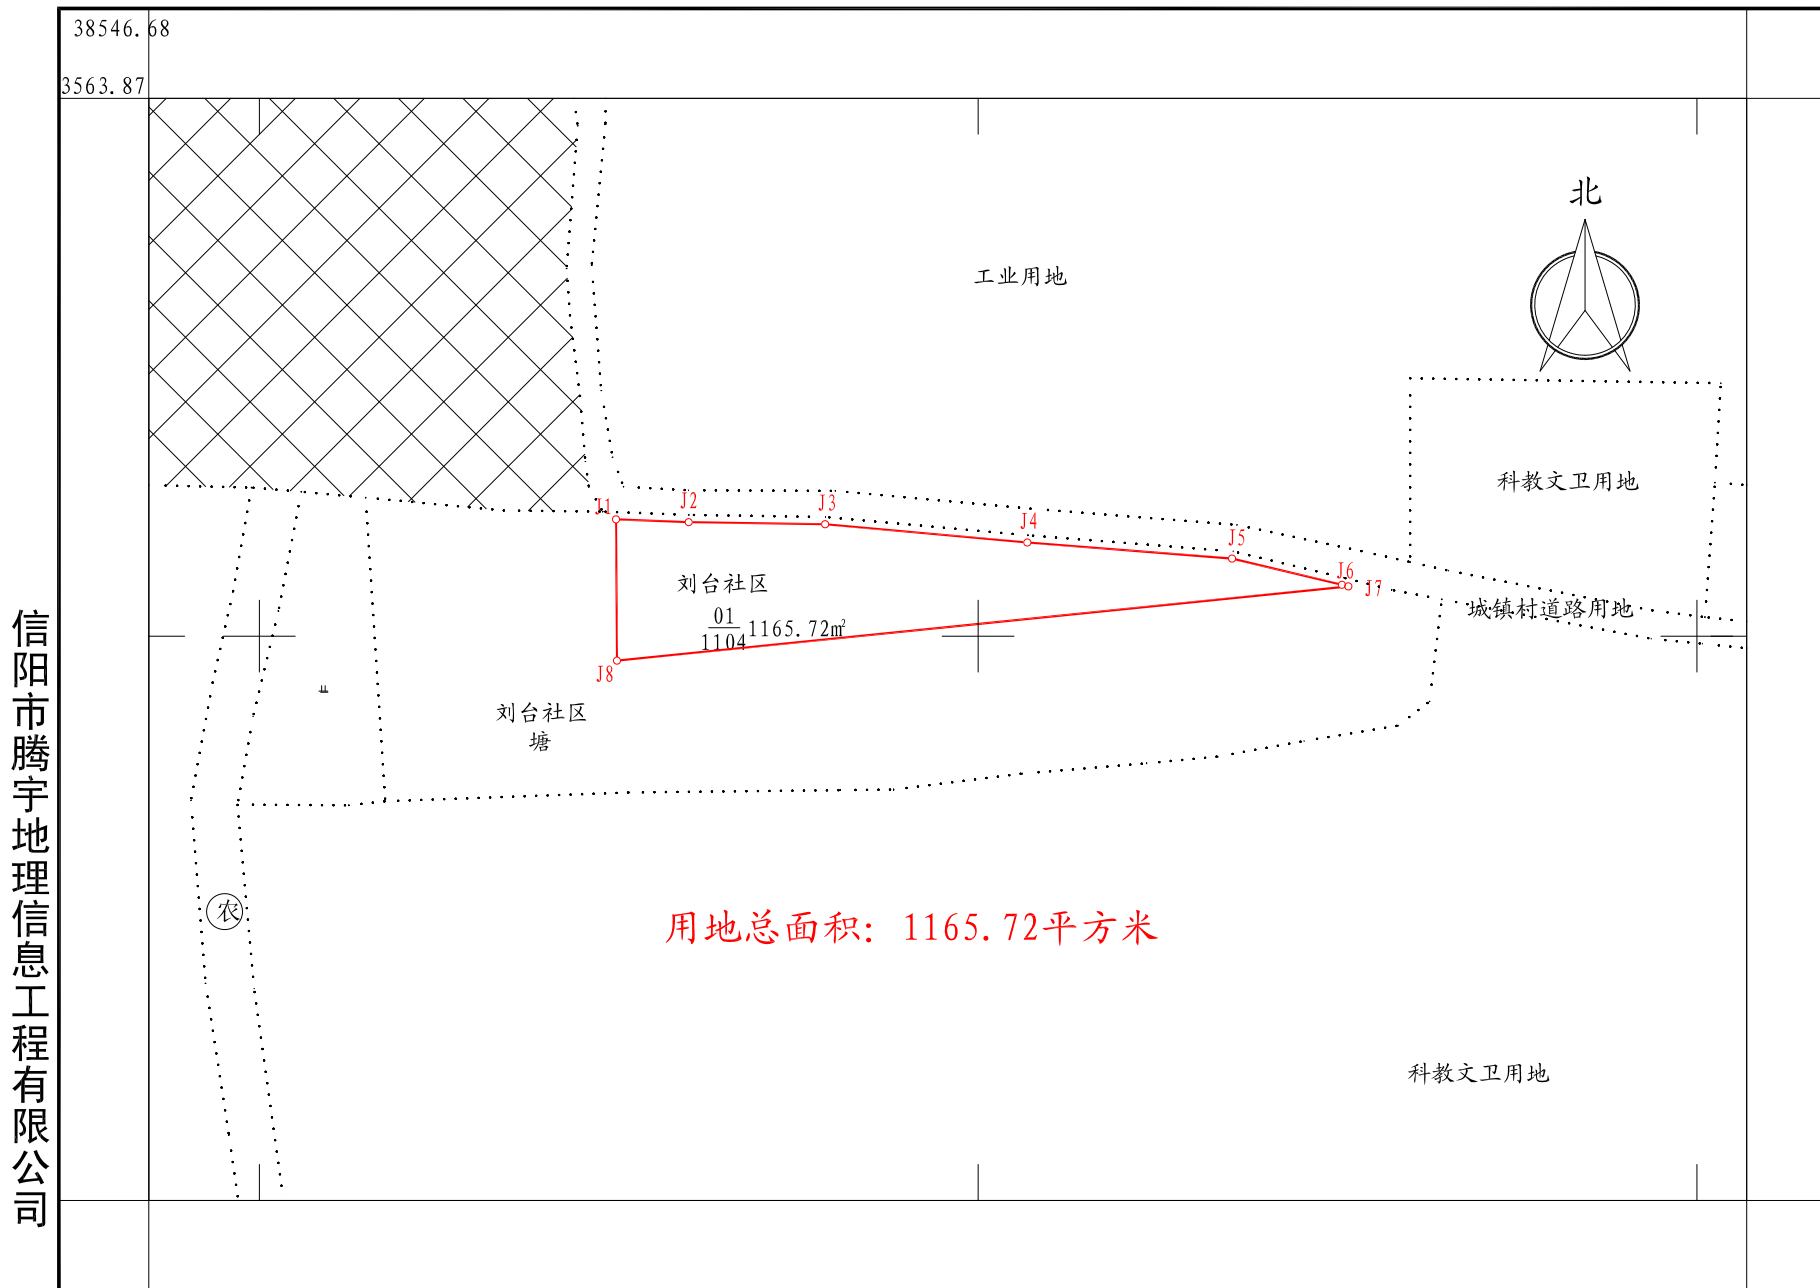 38546.68
3563.87
北
工业用地
科教文卫用地
J1
J2
J3
J4
J5
J6
J7
刘台社区
01
1104
1165.72㎡
城镇村道路用地
J8
刘台社区
塘
农
用地总面积：1165.72平方米
科教文卫用地
信阳市腾宇地理信息工程有限公司